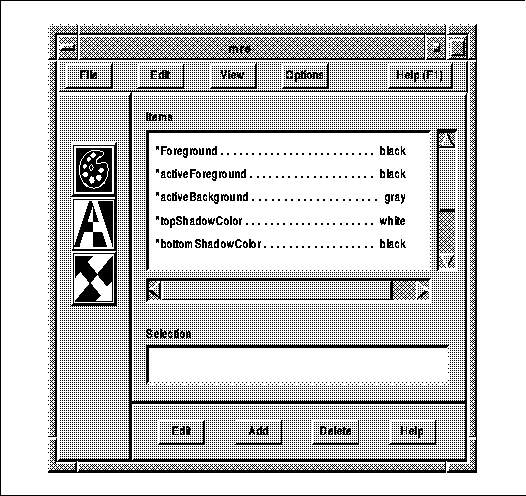 mre
File Edit View Options Help (F1)
Items
*Foreground ........................ black
*activeForeground ................... black
*activeBackground .................... gray
*topShadowColor .................... white
*bottomShadowColor ................. black
Selection
Edit Add Delete Help